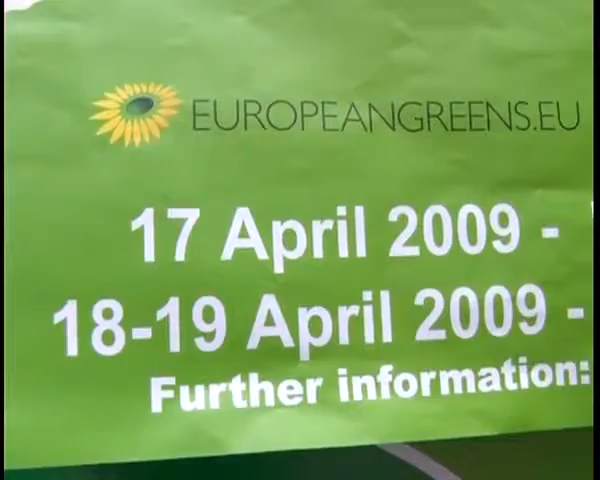 EUROPEANGREENS.EU
17 April 2009 -
18-19 April 2009 -
Further information: